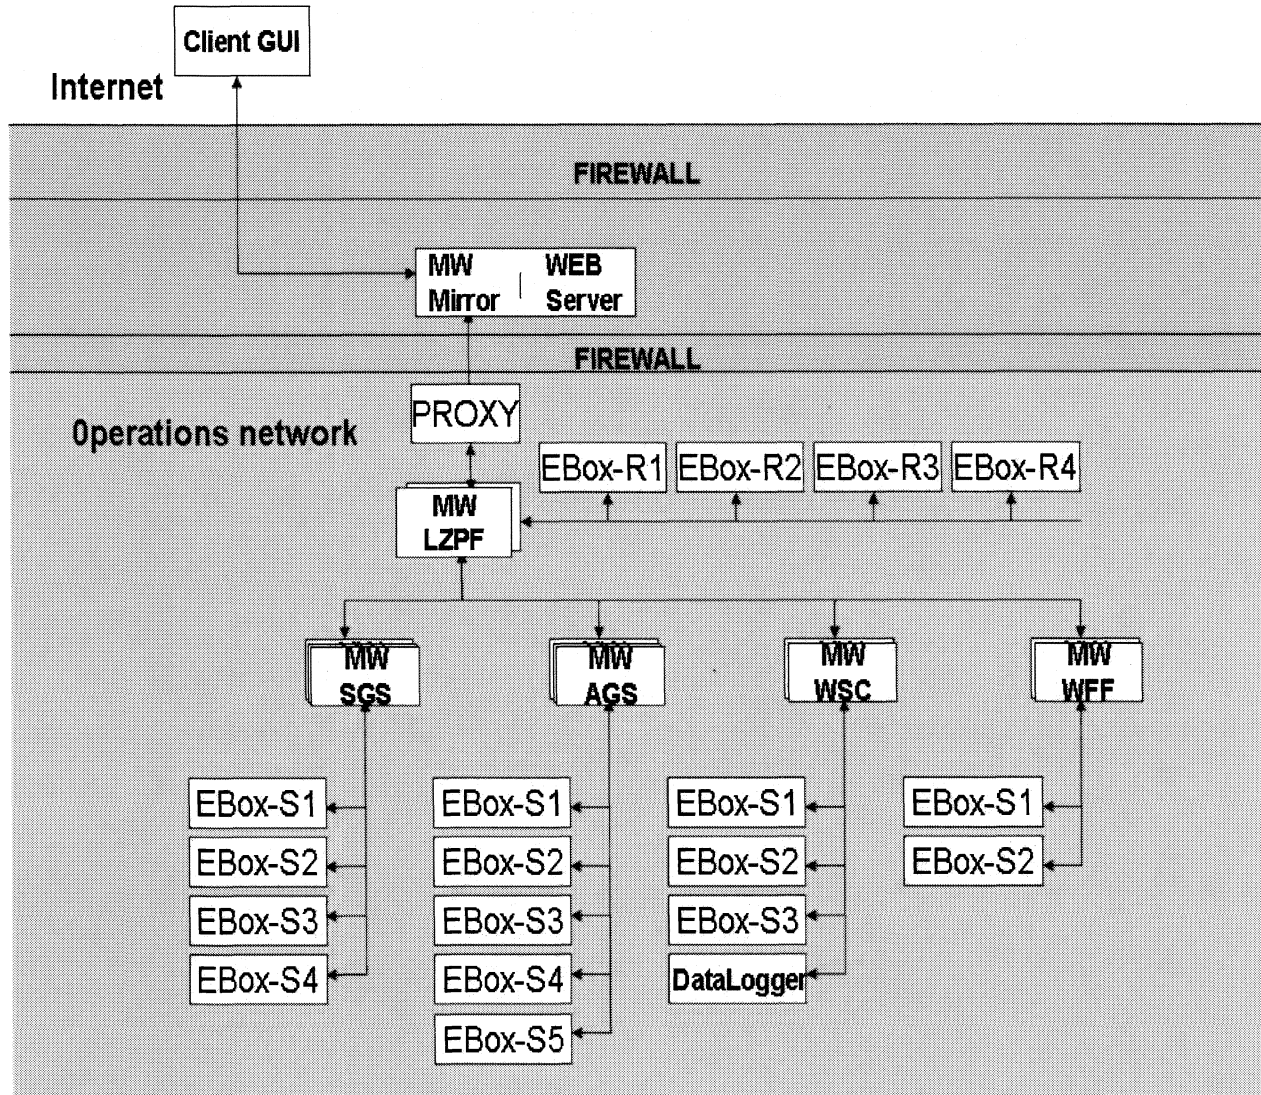 Client GUI
Internet
FIREWALL
MW WEB
Mirror Server
FIREWALL
PROXY
0perations network
EBox-R1 EBox-R2 EBox-R3 EBox-R4
MW
LZPF
MW MW MW MW
SGS AGS WSC WFF
EBox-S1 EBox-S1 EBox-S1 EBox-S1
EBox-S2 EBox-S2 EBox-S2 EBox-S2
EBox-S3 EBox-S3 EBox-S3
EBox-S4 EBox-S4 DataLogger
EBox-S5